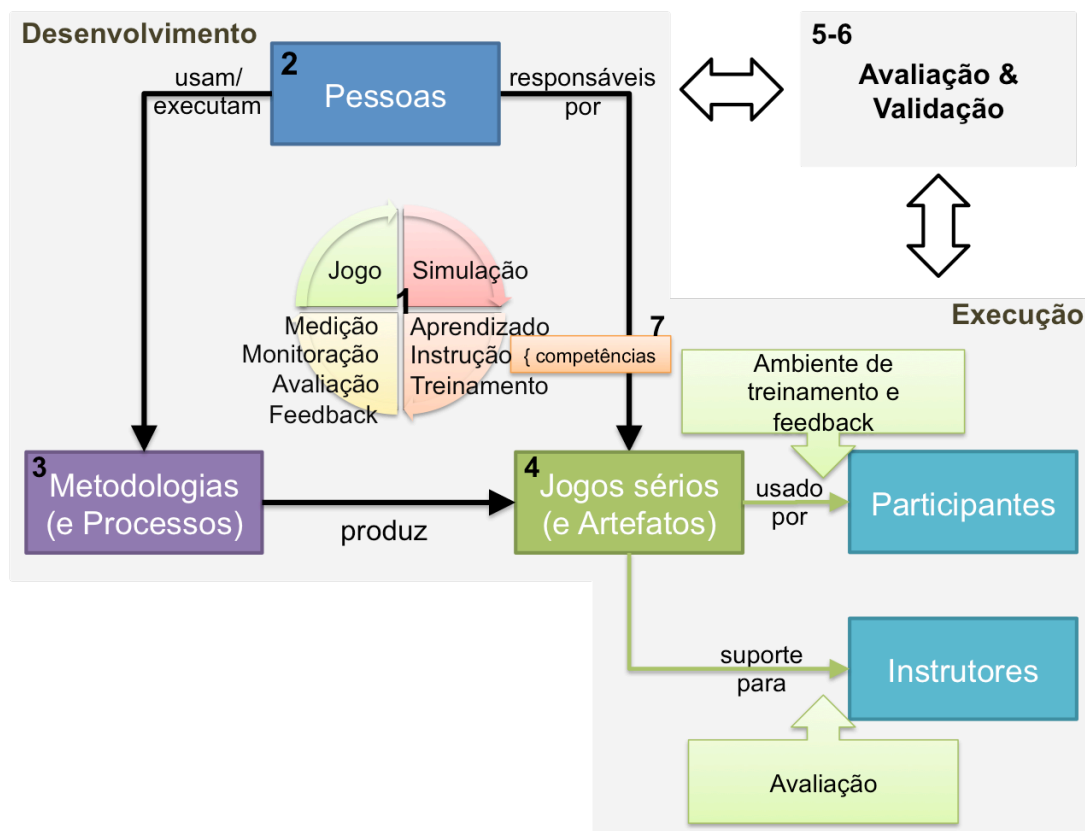 Desenvolvimento
2
Pessoas
usam/
executam
responsáveis
por
5-6
Avaliação &
Validação
Jogo
Simulação
1
Medição
Monitoração
Avaliação
Feedback
Aprendizado
Instrução
Treinamento
7
{ competências
Execução
Ambiente de
treinamento e
feedback
3
Metodologias
(e Processos)
produz
4
Jogos sérios
(e Artefatos)
usado
por
Participantes
suporte
para
Instrutores
Avaliação